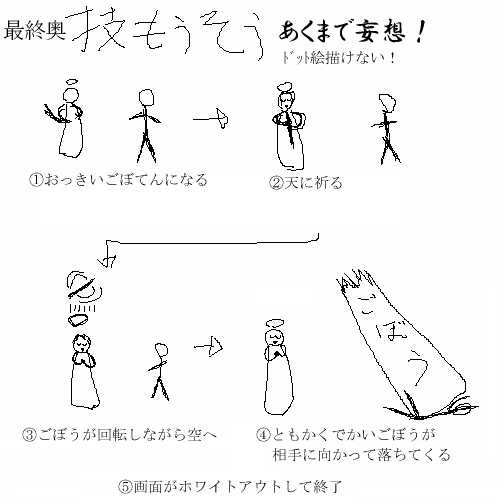 最終奥技もうそう あくまで妄想！
ﾄﾞｯﾄ絵描けない！
①おっきいごぼてんになる
②天に祈る
③ごぼうが回転しながら空へ
ごぼう
④ともかくでかいごぼうが
相手に向かって落ちてくる
⑤画面がホワイトアウトして終了